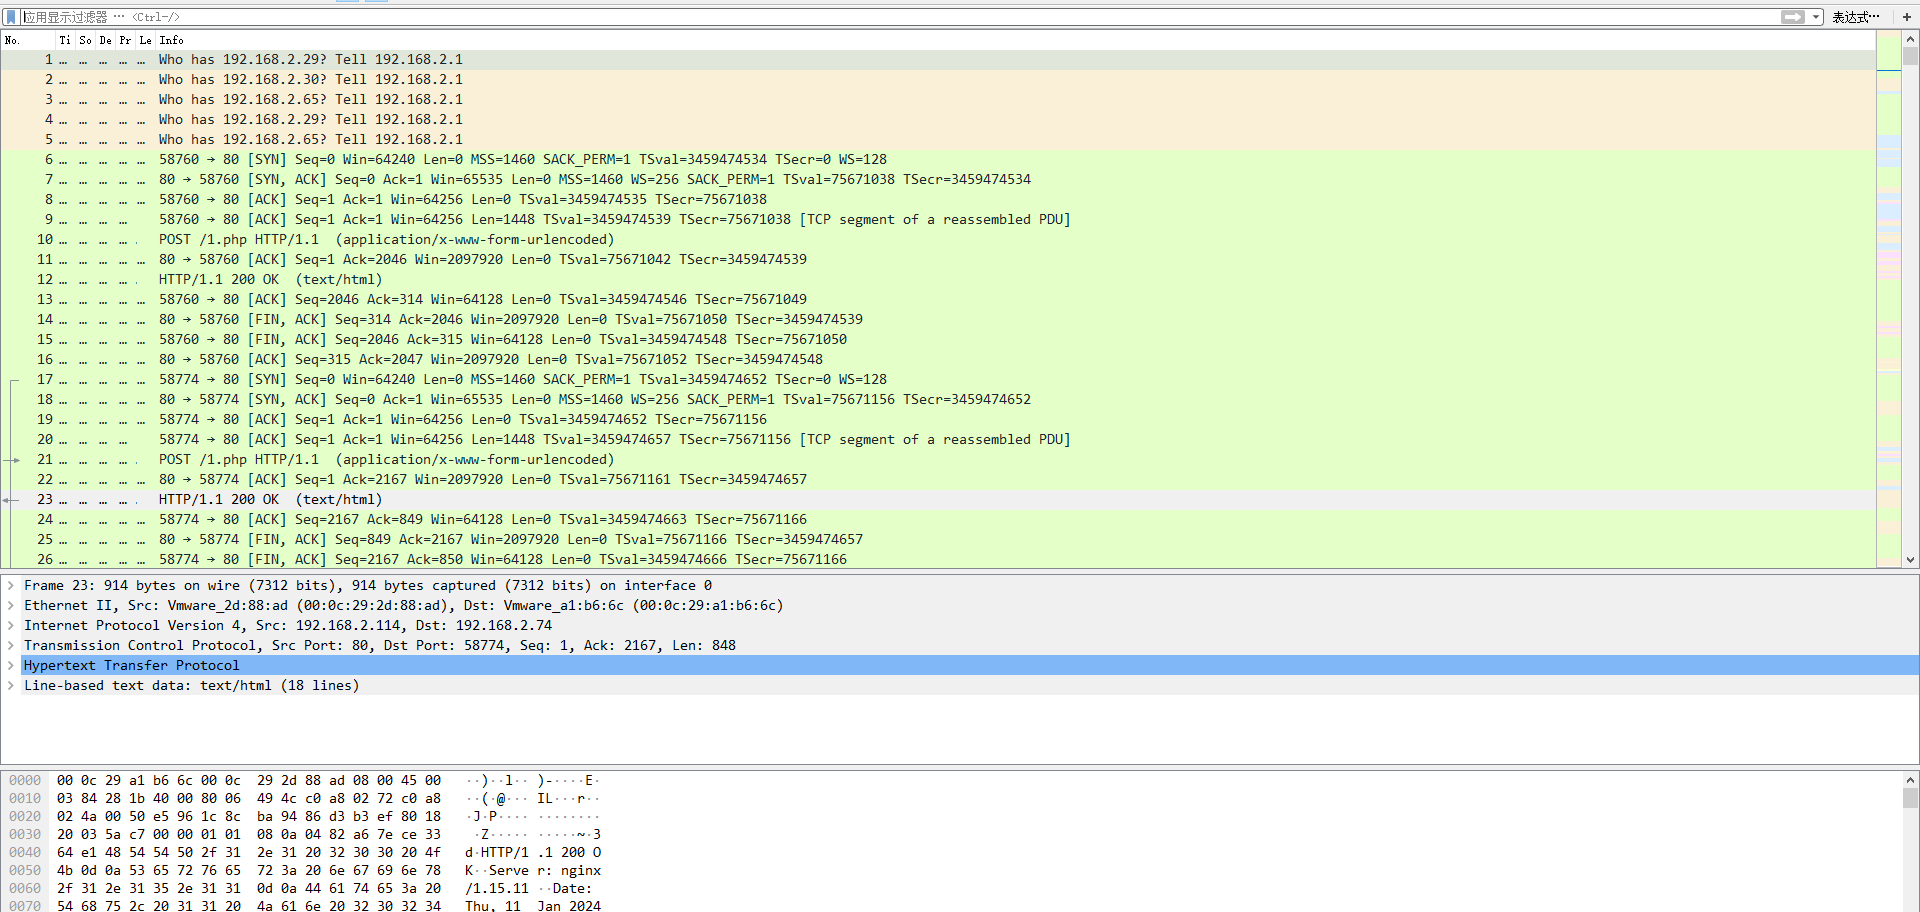 应用显示过滤器 ··· <Ctrl-/>
表达式··· +
No. Ti So De Pr Le Info
1 … … … … … Who has 192.168.2.29? Tell 192.168.2.1
2 … … … … … Who has 192.168.2.30? Tell 192.168.2.1
3 … … … … … Who has 192.168.2.65? Tell 192.168.2.1
4 … … … … … Who has 192.168.2.29? Tell 192.168.2.1
5 … … … … … Who has 192.168.2.65? Tell 192.168.2.1
6 … … … … … 58760 → 80 [SYN] Seq=0 Win=64240 Len=0 MSS=1460 SACK_PERM=1 TSval=3459474534 TSecr=0 WS=128
7 … … … … … 80 → 58760 [SYN, ACK] Seq=0 Ack=1 Win=65535 Len=0 MSS=1460 WS=256 SACK_PERM=1 TSval=75671038 TSecr=3459474534
8 … … … … … 58760 → 80 [ACK] Seq=1 Ack=1 Win=64256 Len=0 TSval=3459474535 TSecr=75671038
9 … … … … 58760 → 80 [ACK] Seq=1 Ack=1 Win=64256 Len=1448 TSval=3459474539 TSecr=75671038 [TCP segment of a reassembled PDU]
10 … … … … . POST /1.php HTTP/1.1  (application/x-www-form-urlencoded)
11 … … … … … 80 → 58760 [ACK] Seq=1 Ack=2046 Win=2097920 Len=0 TSval=75671042 TSecr=3459474539
12 … … … … . HTTP/1.1 200 OK  (text/html)
13 … … … … … 58760 → 80 [ACK] Seq=2046 Ack=314 Win=64128 Len=0 TSval=3459474546 TSecr=75671049
14 … … … … … 80 → 58760 [FIN, ACK] Seq=314 Ack=2046 Win=2097920 Len=0 TSval=75671050 TSecr=3459474539
15 … … … … … 58760 → 80 [FIN, ACK] Seq=2046 Ack=315 Win=64128 Len=0 TSval=3459474548 TSecr=75671050
16 … … … … … 80 → 58760 [ACK] Seq=315 Ack=2047 Win=2097920 Len=0 TSval=75671052 TSecr=3459474548
17 … … … … … 58774 → 80 [SYN] Seq=0 Win=64240 Len=0 MSS=1460 SACK_PERM=1 TSval=3459474652 TSecr=0 WS=128
18 … … … … … 80 → 58774 [SYN, ACK] Seq=0 Ack=1 Win=65535 Len=0 MSS=1460 WS=256 SACK_PERM=1 TSval=75671156 TSecr=3459474652
19 … … … … … 58774 → 80 [ACK] Seq=1 Ack=1 Win=64256 Len=0 TSval=3459474652 TSecr=75671156
20 … … … … 58774 → 80 [ACK] Seq=1 Ack=1 Win=64256 Len=1448 TSval=3459474657 TSecr=75671156 [TCP segment of a reassembled PDU]
21 … … … … . POST /1.php HTTP/1.1  (application/x-www-form-urlencoded)
22 … … … … … 80 → 58774 [ACK] Seq=1 Ack=2167 Win=2097920 Len=0 TSval=75671161 TSecr=3459474657
23 … … … … . HTTP/1.1 200 OK  (text/html)
24 … … … … … 58774 → 80 [ACK] Seq=2167 Ack=849 Win=64128 Len=0 TSval=3459474663 TSecr=75671166
25 … … … … … 80 → 58774 [FIN, ACK] Seq=849 Ack=2167 Win=2097920 Len=0 TSval=75671166 TSecr=3459474657
26 … … … … … 58774 → 80 [FIN, ACK] Seq=2167 Ack=850 Win=64128 Len=0 TSval=3459474666 TSecr=75671166
Frame 23: 914 bytes on wire (7312 bits), 914 bytes captured (7312 bits) on interface 0
Ethernet II, Src: Vmware_2d:88:ad (00:0c:29:2d:88:ad), Dst: Vmware_a1:b6:6c (00:0c:29:a1:b6:6c)
Internet Protocol Version 4, Src: 192.168.2.114, Dst: 192.168.2.74
Transmission Control Protocol, Src Port: 80, Dst Port: 58774, Seq: 1, Ack: 2167, Len: 848
Hypertext Transfer Protocol
Line-based text data: text/html (18 lines)
0000 00 0c 29 a1 b6 6c 00 0c 29 2d 88 ad 08 00 45 00 ··)··l·· )-····E·
0010 03 84 28 1b 40 00 80 06 49 4c c0 a8 02 72 c0 a8 ··(·@··· IL···r··
0020 02 4a 00 50 e5 96 1c 8c ba 94 86 d3 b3 ef 80 18 ·J·P···· ········
0030 20 03 5a c7 00 00 01 01 08 0a 04 82 a6 7e ce 33 ·Z····· ·····~·3
0040 64 e1 48 54 54 50 2f 31 2e 31 20 32 30 30 20 4f d·HTTP/1 .1 200 O
0050 4b 0d 0a 53 65 72 76 65 72 3a 20 6e 67 69 6e 78 K··Serve r: nginx
0060 2f 31 2e 31 35 2e 31 31 0d 0a 44 61 74 65 3a 20 /1.15.11 ··Date:
0070 54 68 75 2c 20 31 31 20 4a 61 6e 20 32 30 32 34 Thu, 11 Jan 2024